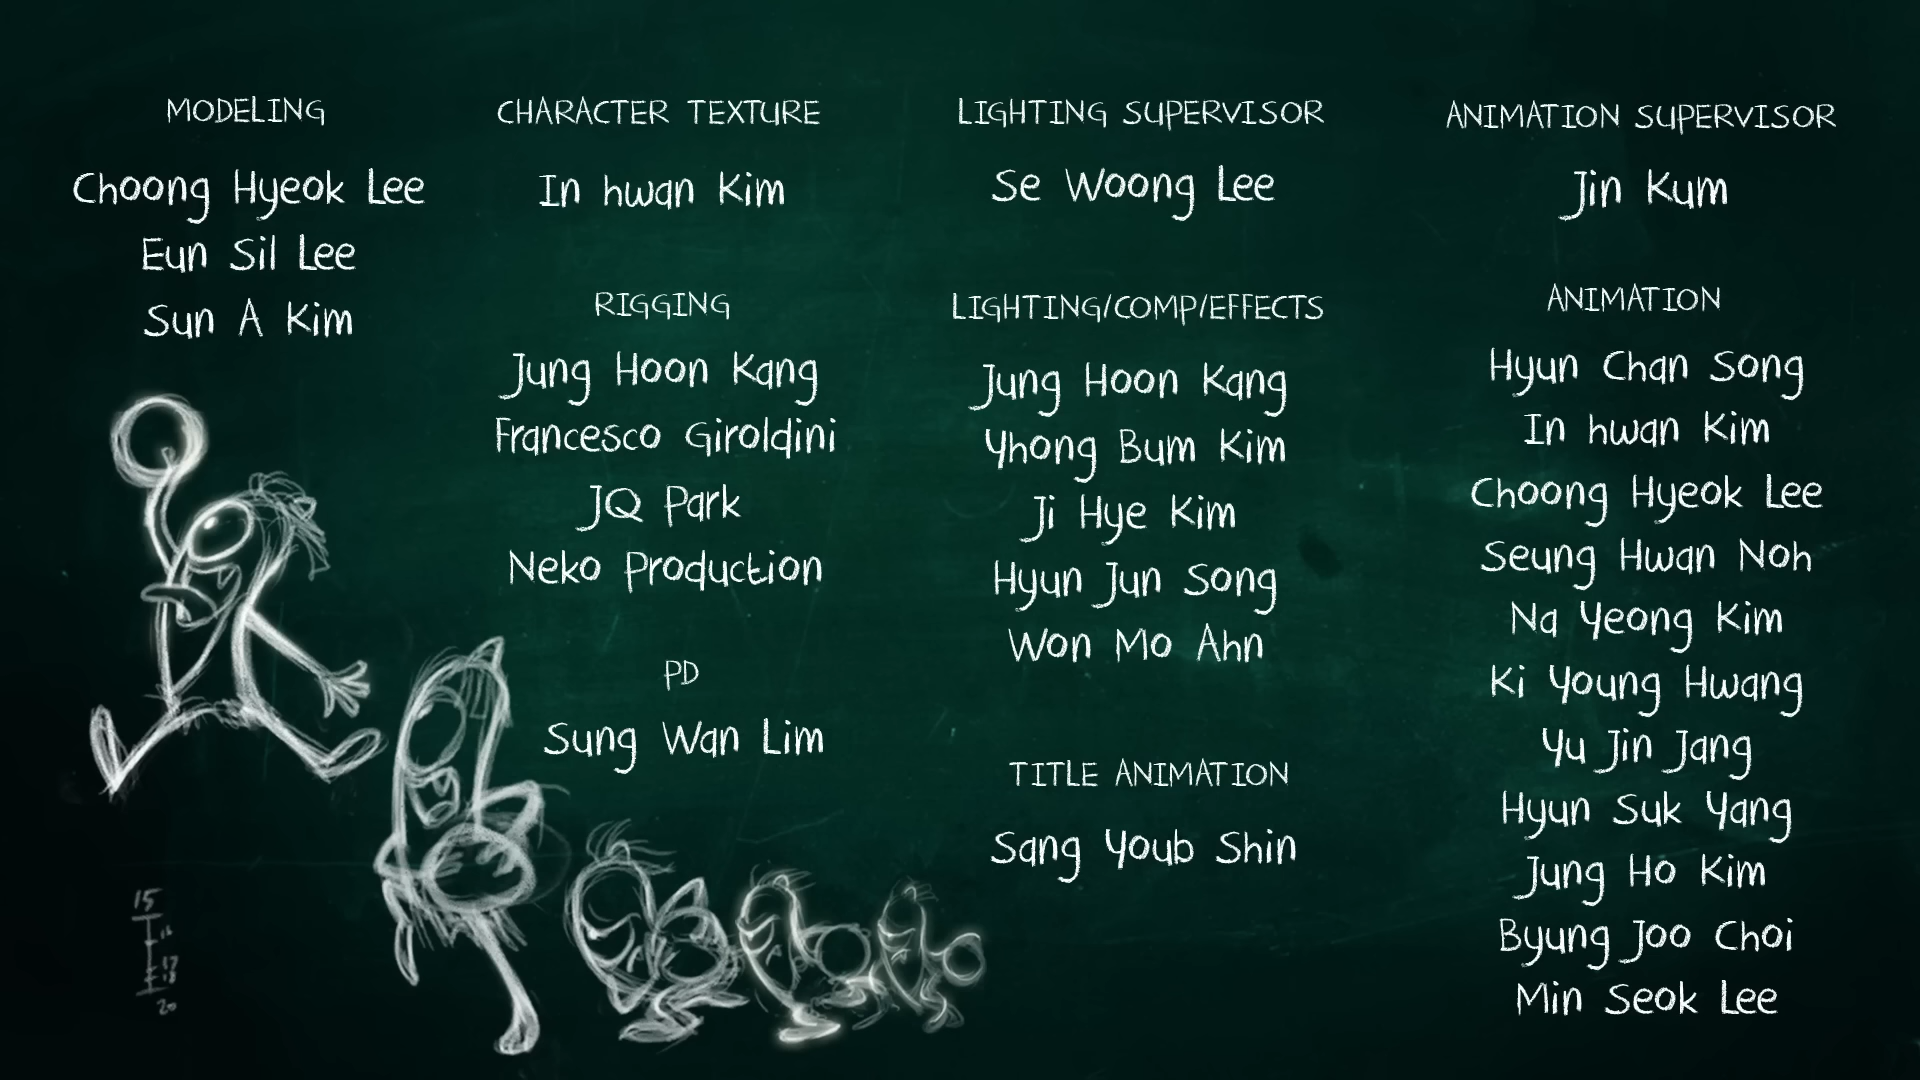 MODELING
Choong Hyeok Lee
Eun Sil Lee
Sun A Kim
CHARACTER TEXTURE
In hwan Kim
RIGGING
Jung Hoon Kang
Francesco Giroldini
JQ Park
Neko Production
PD
Sung Wan Lim
LIGHTING SUPERVISOR
Se Woong Lee
LIGHTING/COMP/EFFECTS
Jung Hoon Kang
Yhong Bum Kim
Ji Hye Kim
Hyun Jun Song
Won Mo Ahn
TITLE ANIMATION
Sang Youb Shin
ANIMATION SUPERVISOR
Jin Kum
ANIMATION
Hyun Chan Song
In hwan Kim
Choong Hyeok Lee
Seung Hwan Noh
Na Yeong Kim
Ki Young Hwang
Yu Jin Jang
Hyun Suk Yang
Jung Ho Kim
Byung Joo Choi
Min Seok Lee
15
17
20